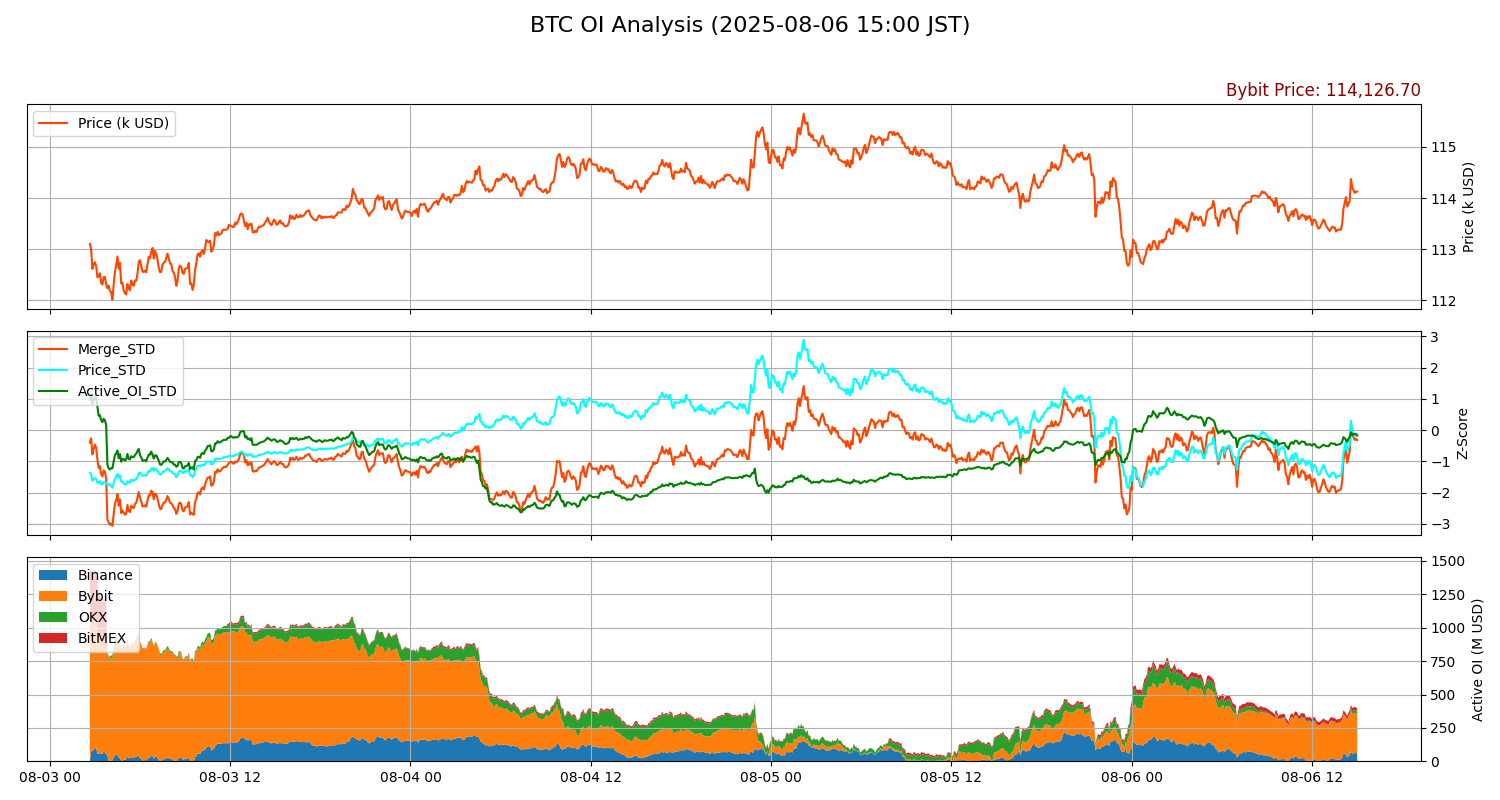 BTC OI Analysis (2025-08-06 15:00 JST)
Bybit Price: 114,126.70
Price (k USD)
115
114
113
112
Price (k USD)
Merge_STD
Price_STD
Active_OI_STD
3
2
1
0
−1
−2
−3
Z-Score
Binance
Bybit
OKX
BitMEX
1500
1250
1000
750
500
250
0
Active OI (M USD)
08-03 00
08-03 12
08-04 00
08-04 12
08-05 00
08-05 12
08-06 00
08-06 12